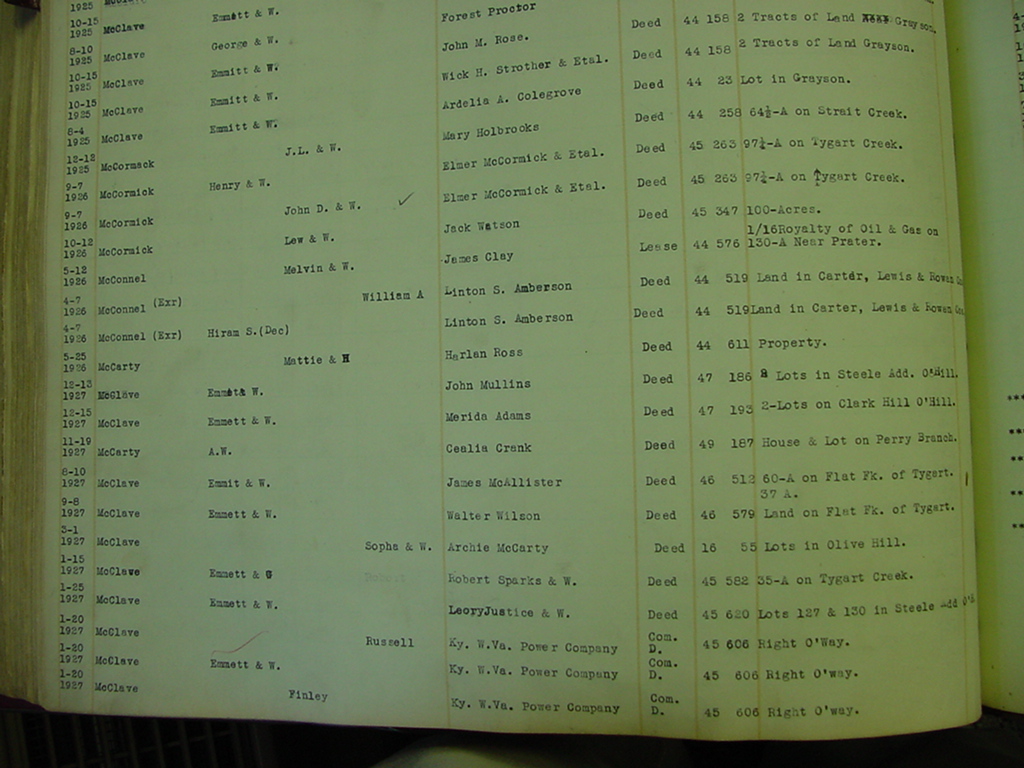 1925 McClave
10-15 1925 McClave Emmett & W.
8-10 1925 McClave George & W. Forest Proctor Deed 44 158 2 Tracts of Land Grayson.
10-15 1925 McClave Emmitt & W. John M. Rose. Deed 44 158 2 Tracts of Land Grayson.
10-15 1925 McClave Emmitt & W. Wick H. Strother & Etal. Deed 44 23 Lot in Grayson.
8-4 1925 McClave Emmitt & W. Ardelia A. Colegrove Deed 44 258 64½-A on Strait Creek.
12-12 1925 McCormack J.L. & W. Mary Holbrooks Deed 45 263 97¼-A on Tygart Creek.
9-7 1926 McCormick Henry & W. Elmer McCormick & Etal. Deed 45 263 97¼-A on Tygart Creek.
9-7 1926 McCormick John D. & W. ✓ Elmer McCormick & Etal. Deed 45 347 100-Acres.
10-12 1926 McCormick Lew & W. Jack Watson Lease 44 576 1/16Royalty of Oil & Gas on
130-A Near Prater.
5-12 1926 McConnel Melvin & W. James Clay Deed 44 519 Land in Carter, Lewis & Rowan Cos
4-7 1926 McConnel (Exr) William A Linton S. Amberson Deed 44 519Land in Carter, Lewis & Rowan Cos.
4-7 1926 McConnel (Exr) Hiram S.(Dec) Linton S. Amberson Deed 44 611 Property.
5-25 1926 McCarty Mattie & H Harlan Ross
12-13 1927 McClave Emmett & W. John Mullins Deed 47 186 2 Lots in Steele Add. O'Hill.
12-15 1927 McClave Emmett & W. Merida Adams Deed 47 193 2-Lots on Clark Hill O'Hill.
11-19 1927 McCarty A.W. Cealia Crank Deed 49 187 House & Lot on Perry Branch.
8-10 1927 McClave Emmit & W. James McAllister Deed 46 512 60-A on Flat Fk. of Tygart.
37 A.
9-8 1927 McClave Emmett & W. Walter Wilson Deed 46 579 Land on Flat Fk. of Tygart.
3-1 1927 McClave Sopha & W. Archie McCarty Deed 16 55 Lots in Olive Hill.
1-15 1927 McClave Emmett & G Robert Sparks & W. Deed 45 582 35-A on Tygart Creek.
1-25 1927 McClave Emmett & W. LeoryJustice & W. Deed 45 620 Lots 127 & 130 in Steele Add O'H
1-20 1927 McClave Russell Ky. W.Va. Power Company Com. D. 45 606 Right O'Way.
1-20 1927 McClave Emmett & W. Ky. W.Va. Power Company Com. D. 45 606 Right O'way.
1-20 1927 McClave Finley Ky. W.Va. Power Company Com. D. 45 606 Right O'way.